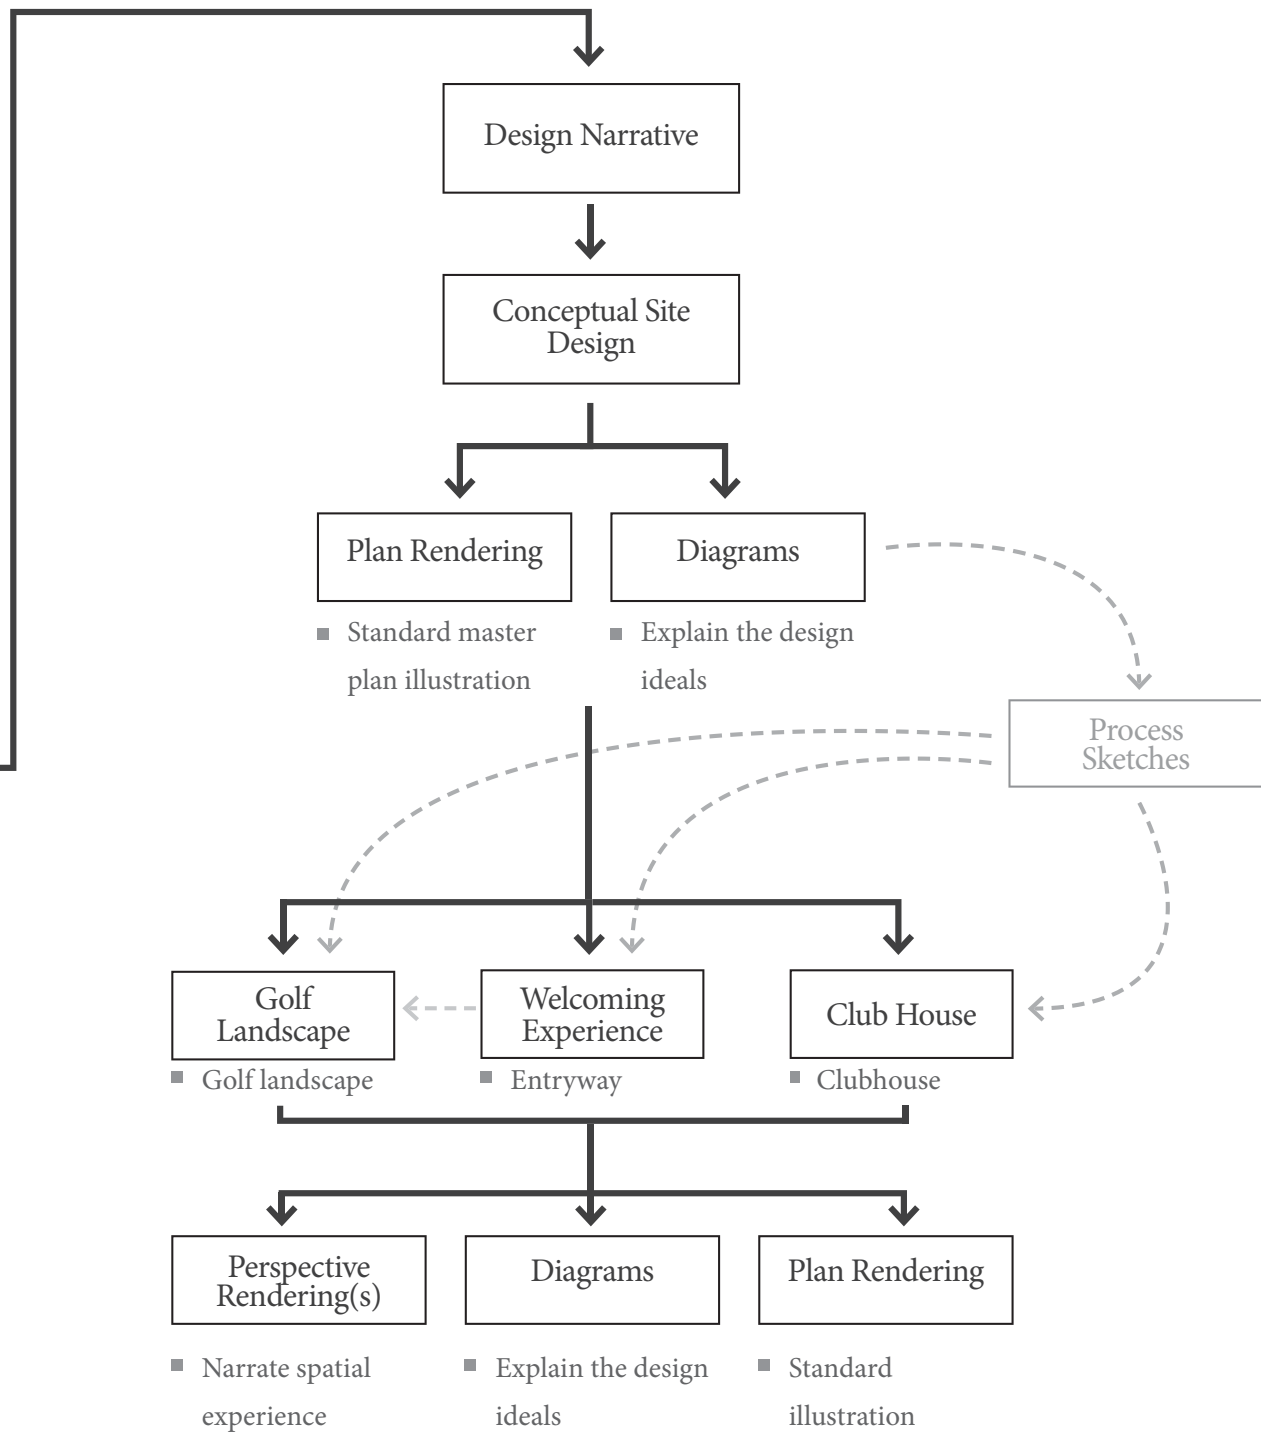 Design Narrative
Conceptual Site
Design
Plan Rendering
Diagrams
Standard master
plan illustration
Explain the design
ideals
Process
Sketches
Golf
Landscape
Welcoming
Experience
Club House
Golf landscape
Entryway
Clubhouse
Perspective
Rendering(s)
Diagrams
Plan Rendering
Narrate spatial
experience
Explain the design
ideals
Standard
illustration